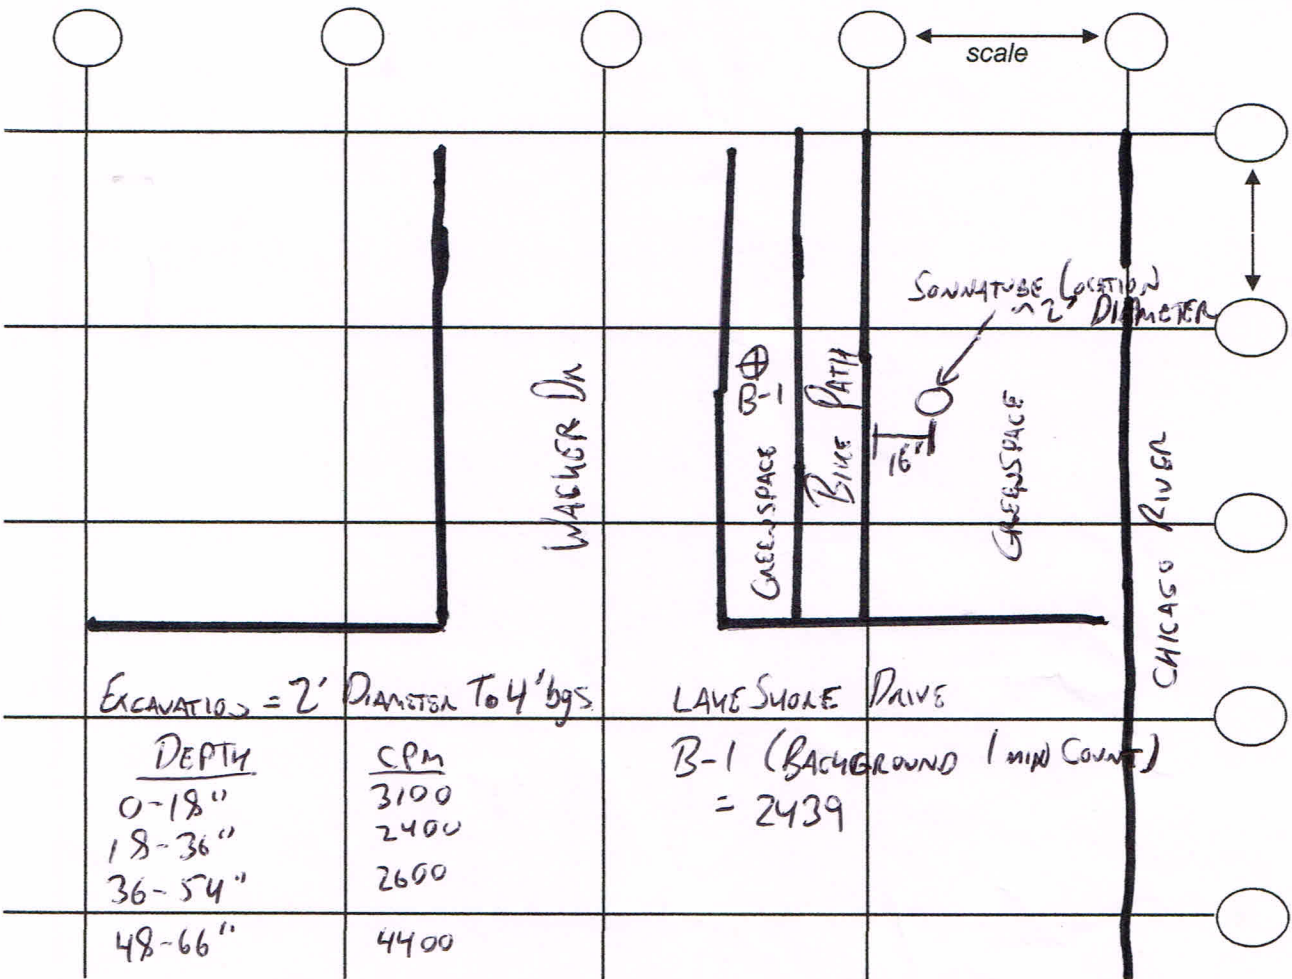 scale
SONNATUBE LOCATION
~2' DIAMETER
WACKER DR
B-1
GREENSPACE
BIKE PATH
16"
GREENSPACE
CHICAGO RIVER
EXCAVATION = 2' DIAMETER TO 4' bgs
LAKE SHORE DRIVE
DEPTH CPM
0-18" 3100
18-36" 2400
36-54" 2600
48-66" 4400
B-1 (BACKGROUND 1 MIN COUNT)
= 2439